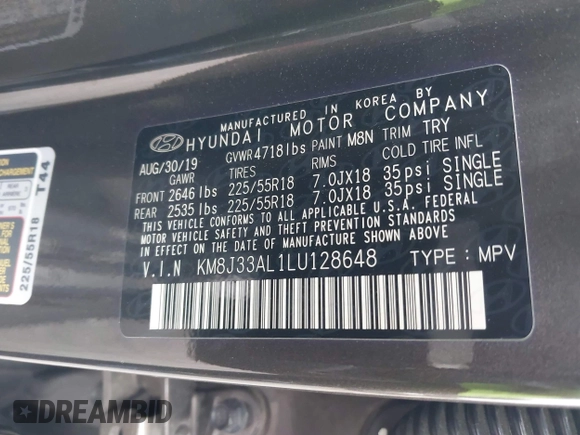 MANUFACTURED IN KOREA BY
HYUNDAI MOTOR COMPANY
AUG/30/19 GVWR4718lbs PAINT M8N TRIM TRY
GAWR TIRES RIMS COLD TIRE INFL
FRONT 2646 lbs 225/55R18 7.0JX18 35psi SINGLE
REAR 2535 lbs 225/55R18 7.0JX18 35psi SINGLE
THIS VEHICLE CONFORMS TO ALL APPLICABLE U.S.A. FEDERAL
MOTOR VEHICLE SAFETY AND BUMPER STANDARDS IN EFFECT
ON THE DATE OF MANUFACTURE SHOWN ABOVE.
V.I.N KM8J33AL1LU128648 TYPE : MPV
225/55R18 T44
DREAMBID